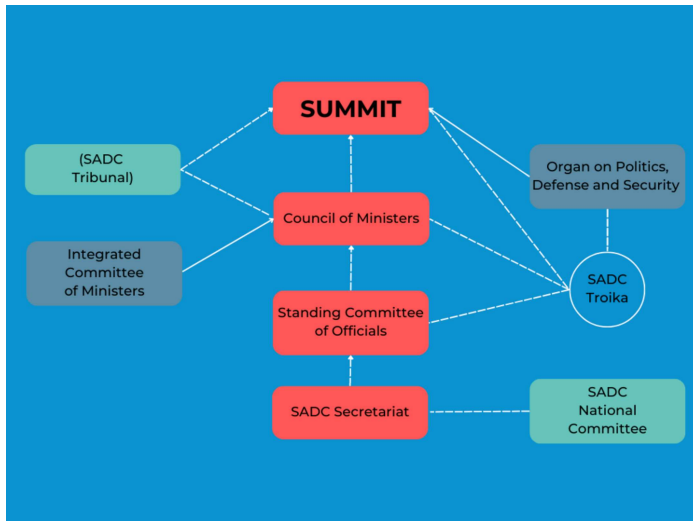 SUMMIT
(SADC
Tribunal)
Organ on Politics,
Defense and Security
Council of Ministers
Integrated
Committee
of Ministers
SADC
Troika
Standing Committee
of Officials
SADC Secretariat
SADC
National
Committee